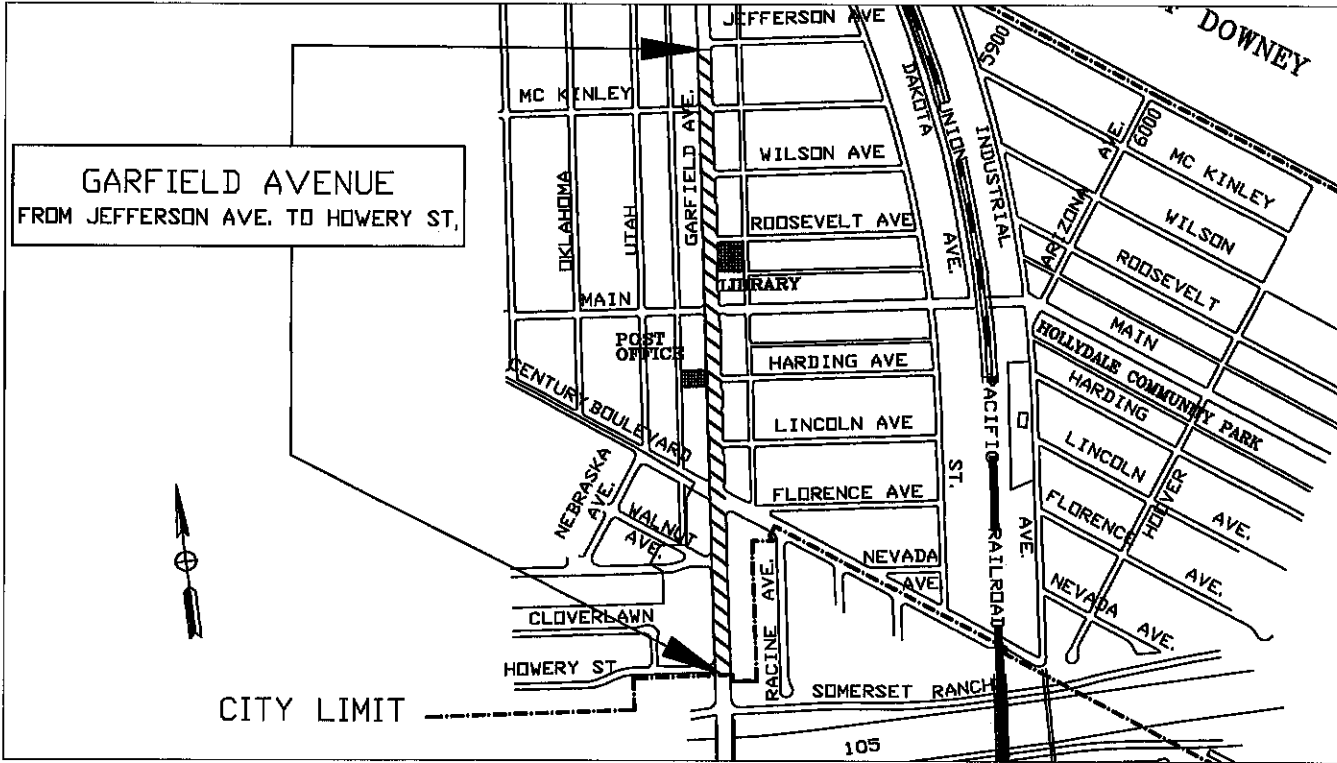 JEFFERSON AVE
DOWNEY
5900
MC KINLEY
GARFIELD AVE.
DAKOTA
AVE.
UNION
INDUSTRIAL
AVE.
6000
MC KINLEY
WILSON AVE
GARFIELD AVENUE
FROM JEFFERSON AVE. TO HOWERY ST,
OKLAHOMA
UTAH
ROOSEVELT AVE
ARIZONA
WILSON
ROOSEVELT
LIBRARY
MAIN
MAIN
POST
OFFICE
HARDING AVE
HOLLYDALE COMMUNITY PARK
HARDING
CENTURY BOULEVARD
PACIFIC
LINCOLN AVE
LINCOLN
NEBRASKA
AVE.
FLORENCE AVE
ST.
HOOVER
FLORENCE
AVE.
WALNUT
AVE.
NEVADA
AVE
AVE.
RAILROAD
AVE.
NEVADA AVE.
RACINE AVE.
CLOVERLAWN
HOWERY ST
SOMERSET RANCH
CITY LIMIT
105